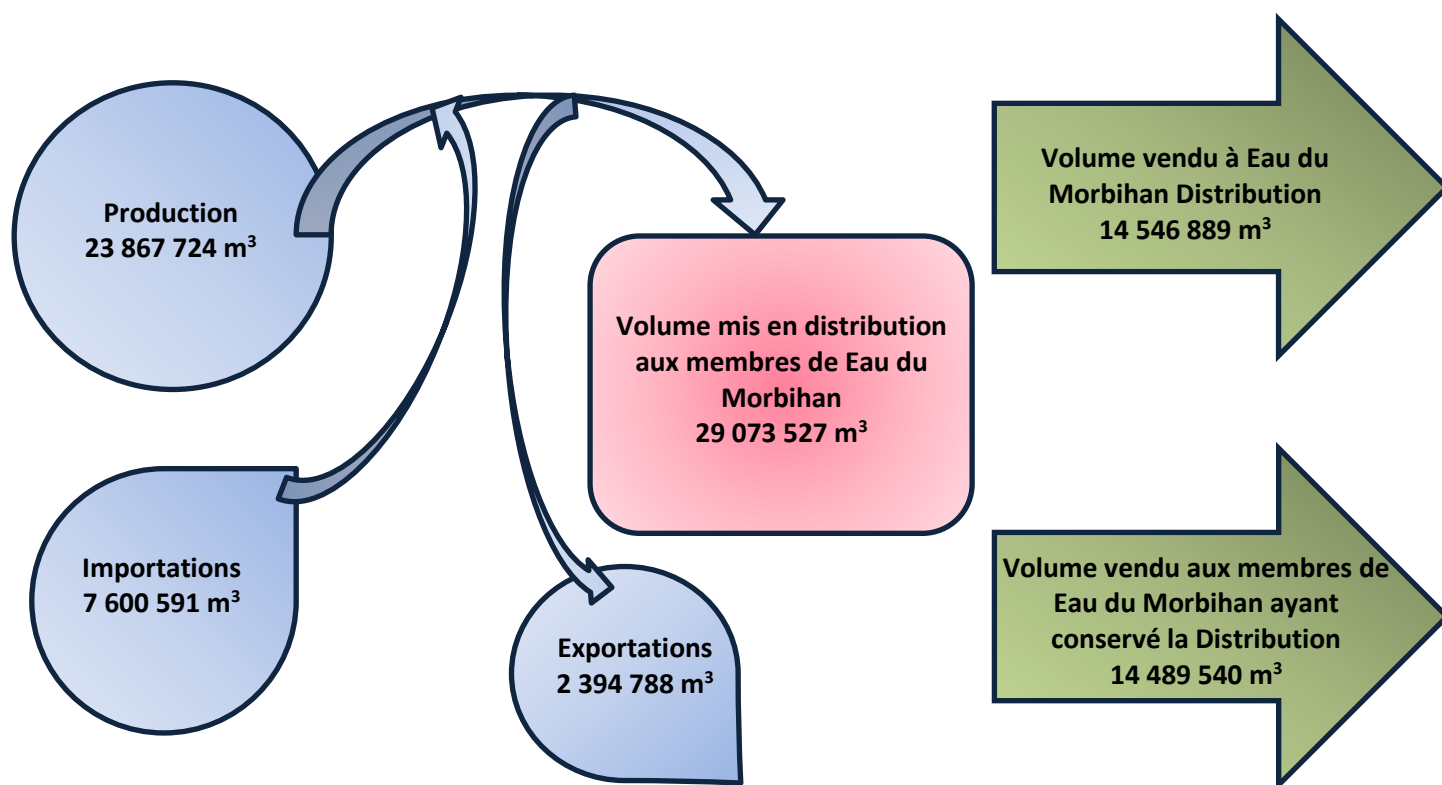 Production
23 867 724 m³
Importations
7 600 591 m³
Exportations
2 394 788 m³
Volume mis en distribution
aux membres de Eau du
Morbihan
29 073 527 m³
Volume vendu à Eau du
Morbihan Distribution
14 546 889 m³
Volume vendu aux membres de
Eau du Morbihan ayant
conservé la Distribution
14 489 540 m³